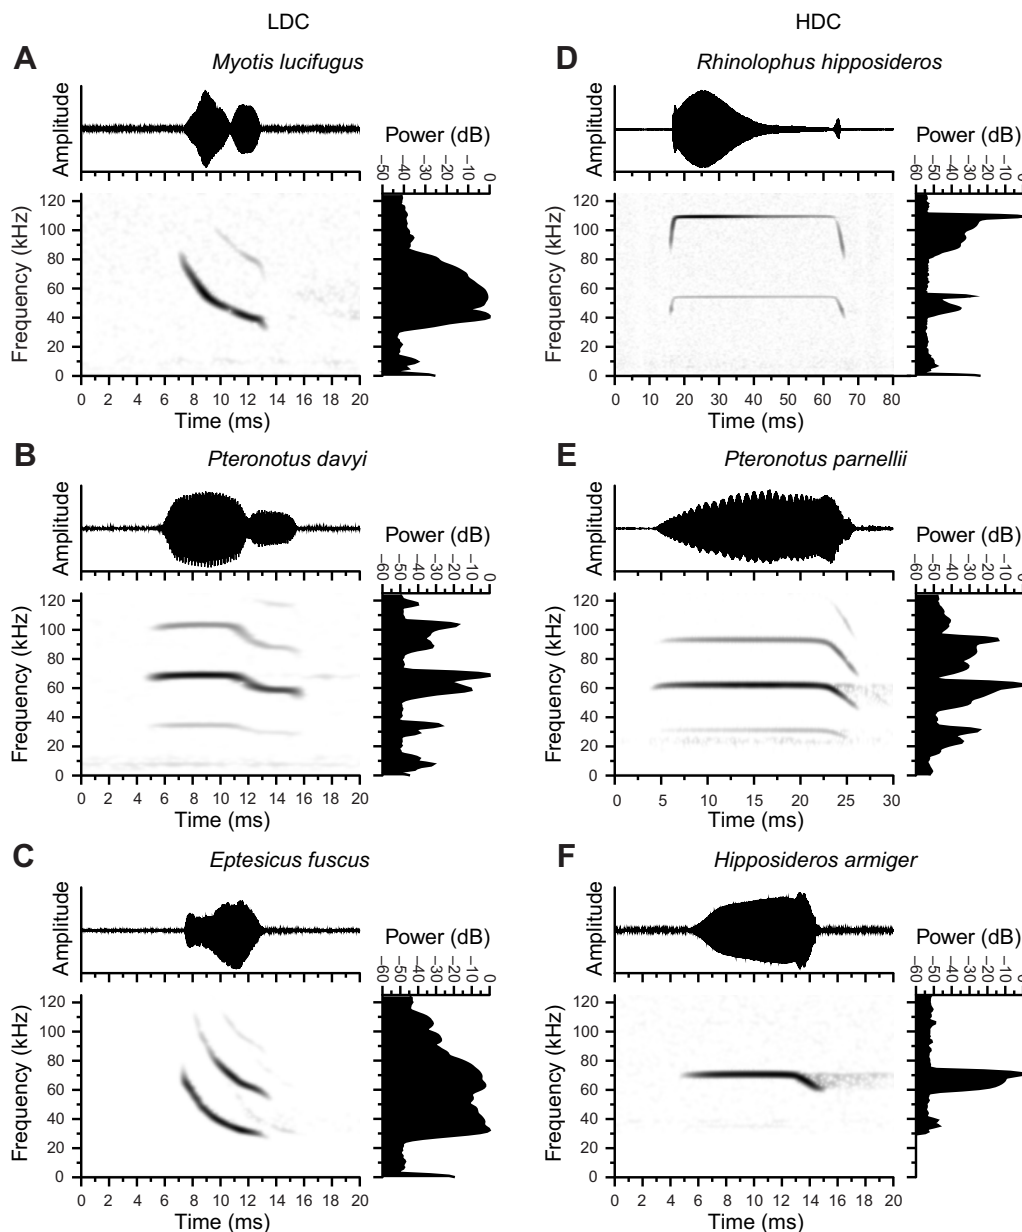 LDC
HDC
A
Myotis lucifugus
Amplitude
Power (dB)
–50 –40 –30 –20 –10 0
Frequency (kHz)
120
100
80
60
40
20
0
0 2 4 6 8 10 12 14 16 18 20
Time (ms)
D
Rhinolophus hipposideros
Amplitude
Power (dB)
–60 –50 –40 –30 –20 –10 0
Frequency (kHz)
120
100
80
60
40
20
0
0 10 20 30 40 50 60 70 80
Time (ms)
B
Pteronotus davyi
Amplitude
Power (dB)
–60 –50 –40 –30 –20 –10 0
Frequency (kHz)
120
100
80
60
40
20
0
0 2 4 6 8 10 12 14 16 18 20
Time (ms)
E
Pteronotus parnellii
Amplitude
Power (dB)
–60 –50 –40 –30 –20 –10 0
Frequency (kHz)
120
100
80
60
40
20
0
0 5 10 15 20 25 30
Time (ms)
C
Eptesicus fuscus
Amplitude
Power (dB)
–60 –50 –40 –30 –20 –10 0
Frequency (kHz)
120
100
80
60
40
20
0
0 2 4 6 8 10 12 14 16 18 20
Time (ms)
F
Hipposideros armiger
Amplitude
Power (dB)
–60 –50 –40 –30 –20 –10 0
Frequency (kHz)
120
100
80
60
40
20
0
0 2 4 6 8 10 12 14 16 18 20
Time (ms)